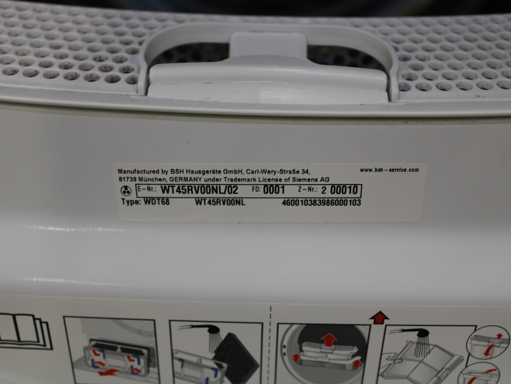 Manufactured by BSH Hausgeräte GmbH, Carl-Wery-Straße 34, www.bsh-service.com
81739 München, GERMANY under Trademark License of Siemens AG
E-Nr.: WT45RV00NL/02 FD: 0001 Z-Nr.: 2 00010
Type: WDT68 WT45RV00NL 460010383986000103